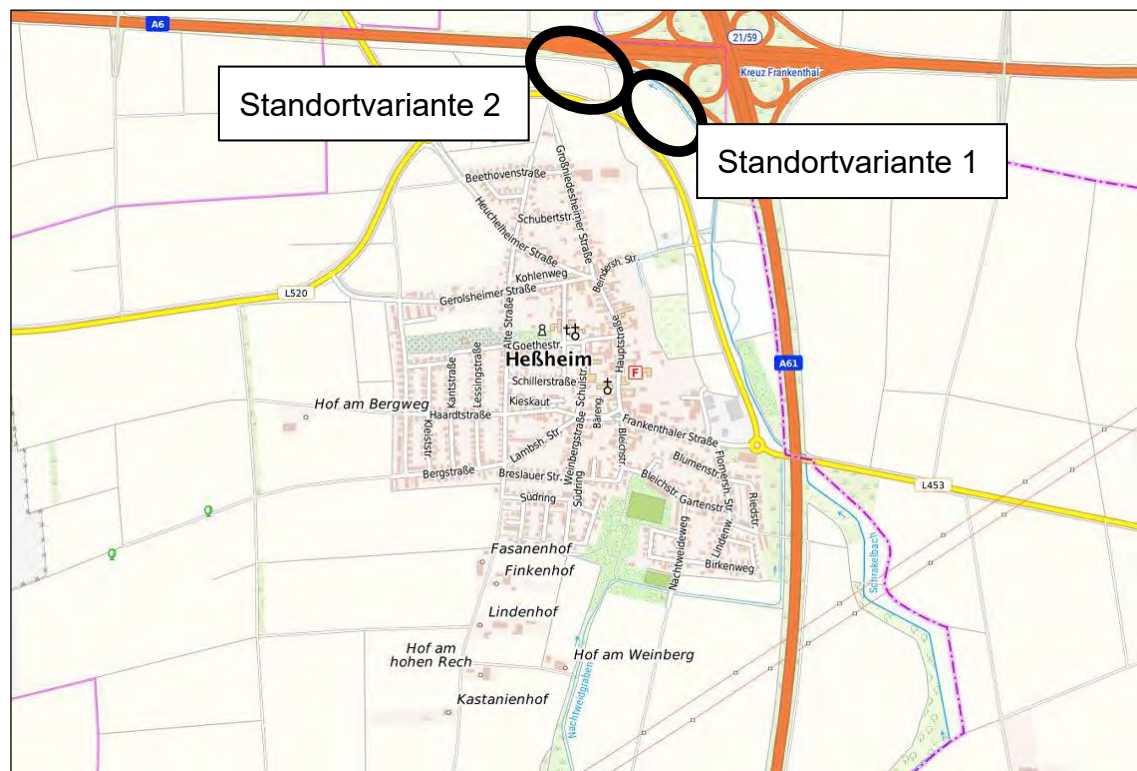 A6
21/59
Kreuz Frankenthal
Standortvariante 2
Standortvariante 1
Großniedesheimer Straße
Beethovenstraße
Heuchelheimer Straße
Schubertstr.
Beindersh. Str.
Kohlenweg
Gerolsheimer Straße
L520
Alte Straße
Hauptstraße
Goethestr.
Heßheim
F
A61
Lessingstraße
Kantstraße
Schillerstraße
Schulstr.
Hof am Bergweg
Kieskaut
Bäreng.
Haardtstraße
Kleiststr.
Weinbergstraße
Frankenthaler Straße
Lambsh. Str.
Bleichstr.
Blumenstr.
Flomersh. Str.
Bergstraße
Breslauer Str.
Bleichstr.
Gartenstr.
Riedstr.
L453
Südring
Südring
Lindenw.
Nachtweideweg
Fasanenhof
Birkenweg
Finkenhof
Schrakelbach
Lindenhof
Hof am
hohen Rech
Hof am Weinberg
Kastanienhof
Nachtweidgraben